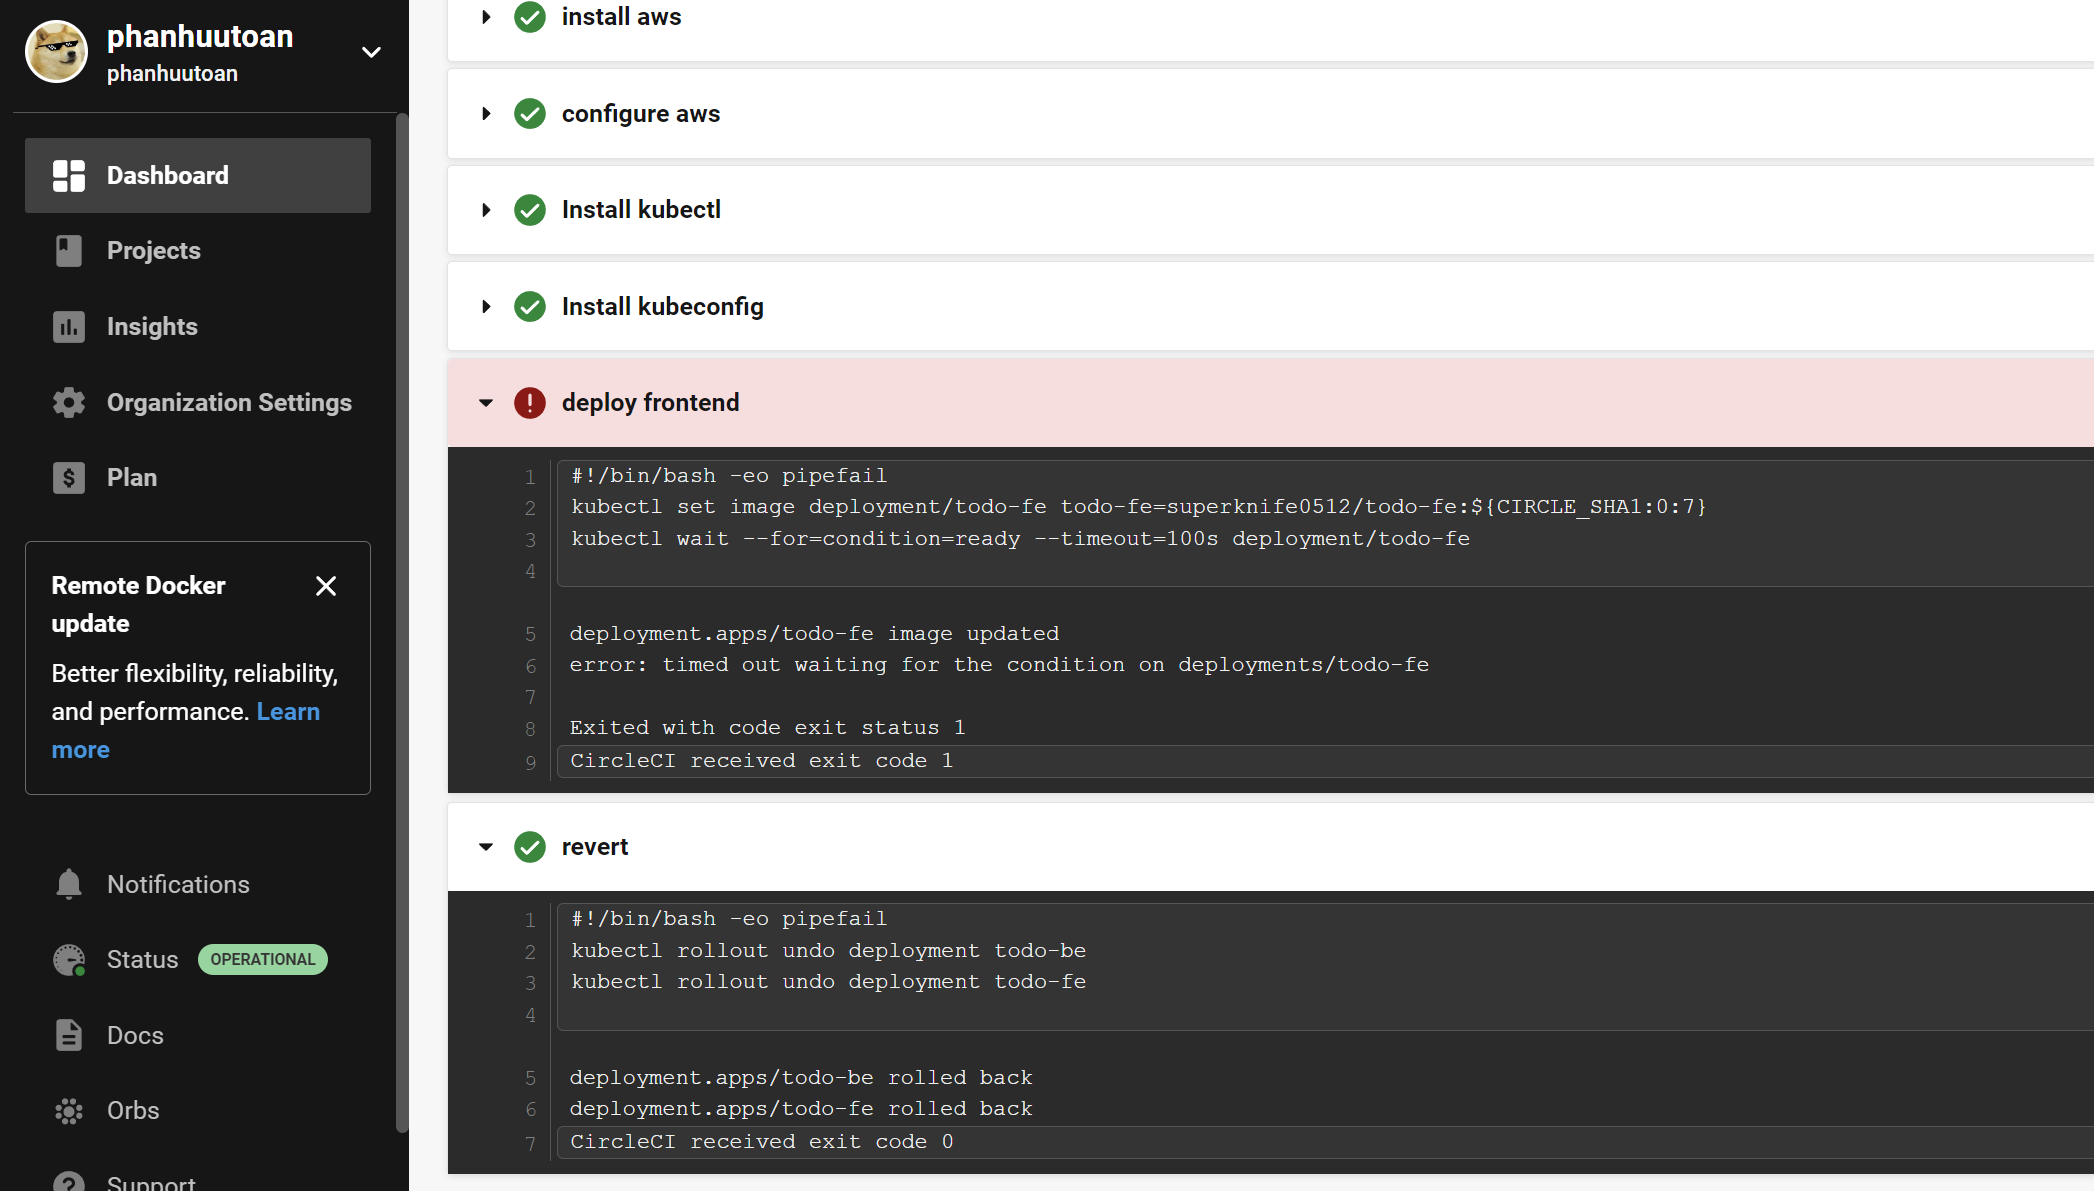 phanhuutoan
phanhuutoan
Dashboard
Projects
Insights
Organization Settings
$ Plan
Remote Docker
update
Better flexibility, reliability,
and performance. Learn
more
Notifications
Status OPERATIONAL
Docs
Orbs
? Support
install aws
configure aws
Install kubectl
Install kubeconfig
! deploy frontend
1 #!/bin/bash -eo pipefail
2 kubectl set image deployment/todo-fe todo-fe=superknife0512/todo-fe:${CIRCLE_SHA1:0:7}
3 kubectl wait --for=condition=ready --timeout=100s deployment/todo-fe
4
5 deployment.apps/todo-fe image updated
6 error: timed out waiting for the condition on deployments/todo-fe
7
8 Exited with code exit status 1
9 CircleCI received exit code 1
revert
1 #!/bin/bash -eo pipefail
2 kubectl rollout undo deployment todo-be
3 kubectl rollout undo deployment todo-fe
4
5 deployment.apps/todo-be rolled back
6 deployment.apps/todo-fe rolled back
7 CircleCI received exit code 0